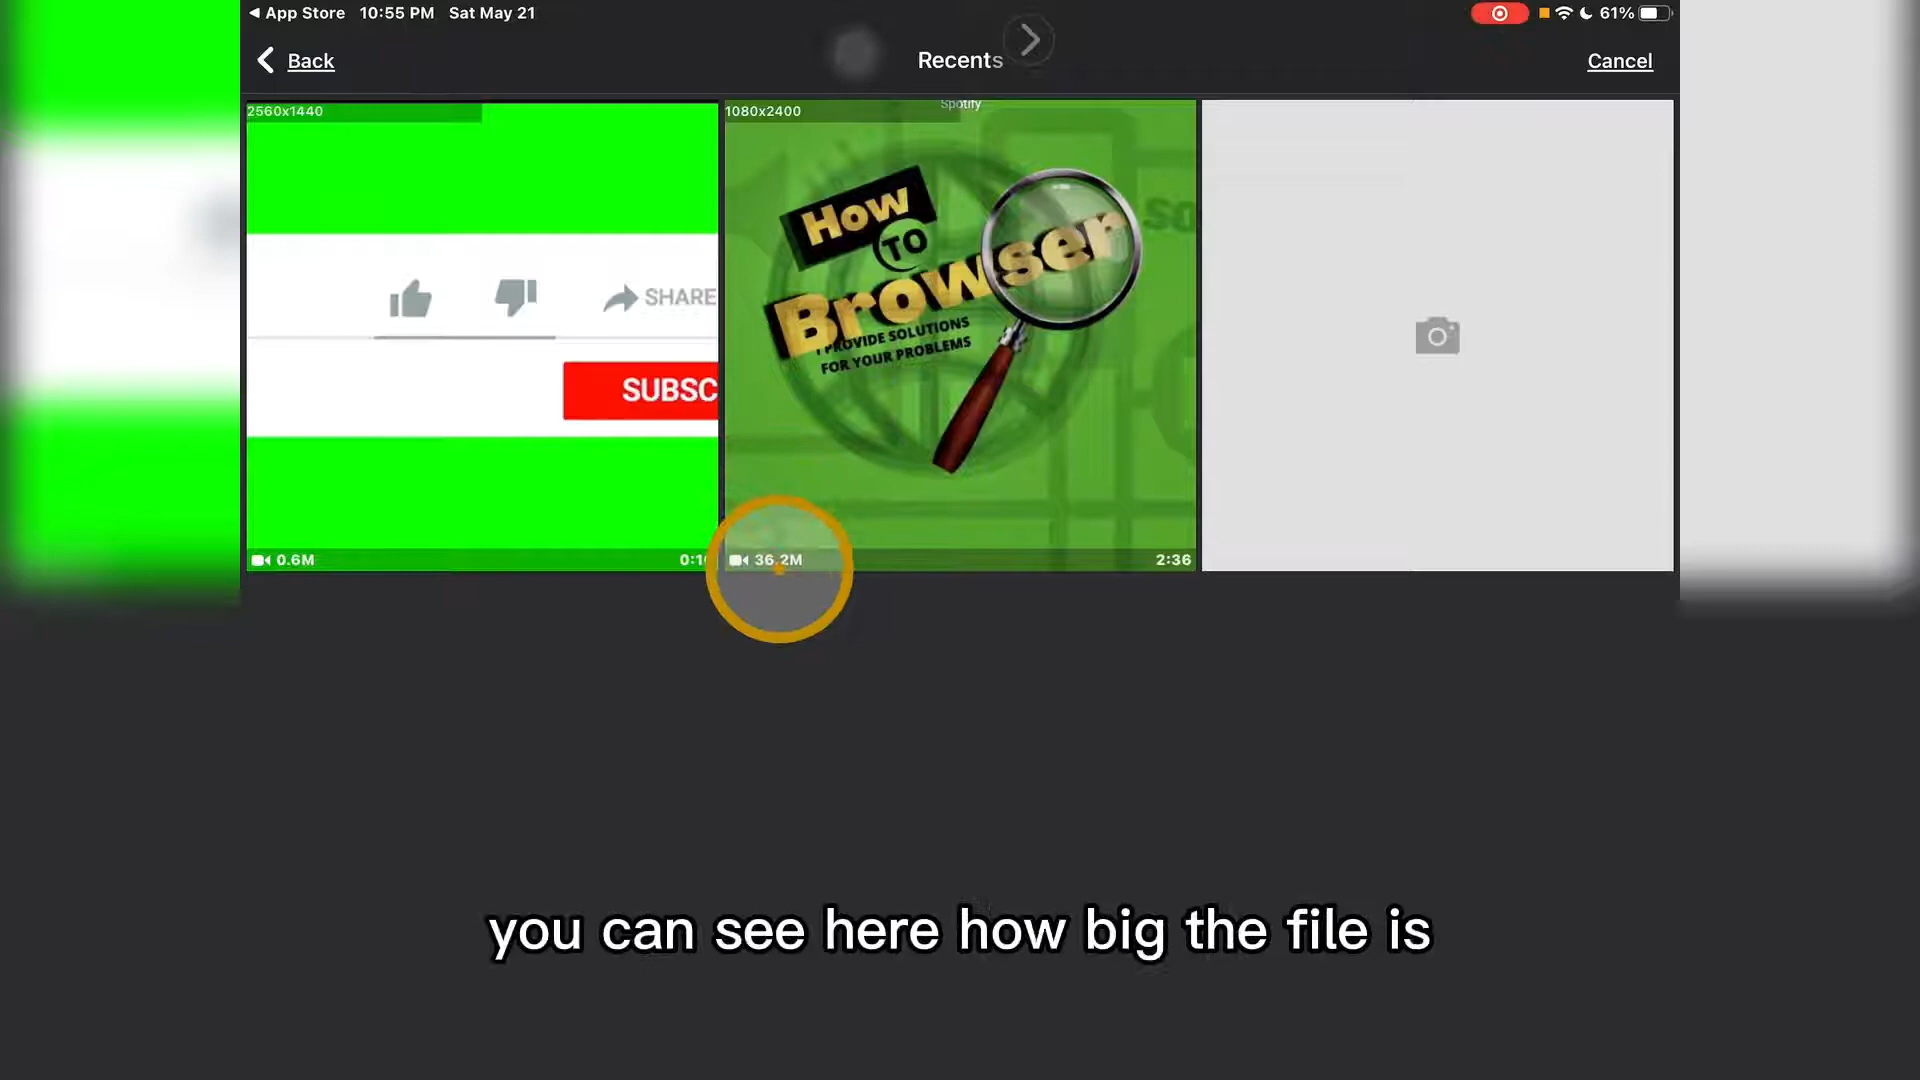 App Store 10:55 PM Sat May 21 61%
Back Recents Cancel
2560x1440
SHARE
SUBSC
0.6M
1080x2400
Spotify
How
TO
Browser
I PROVIDE SOLUTIONS
FOR YOUR PROBLEMS
so
36.2M 2:36
you can see here how big the file is